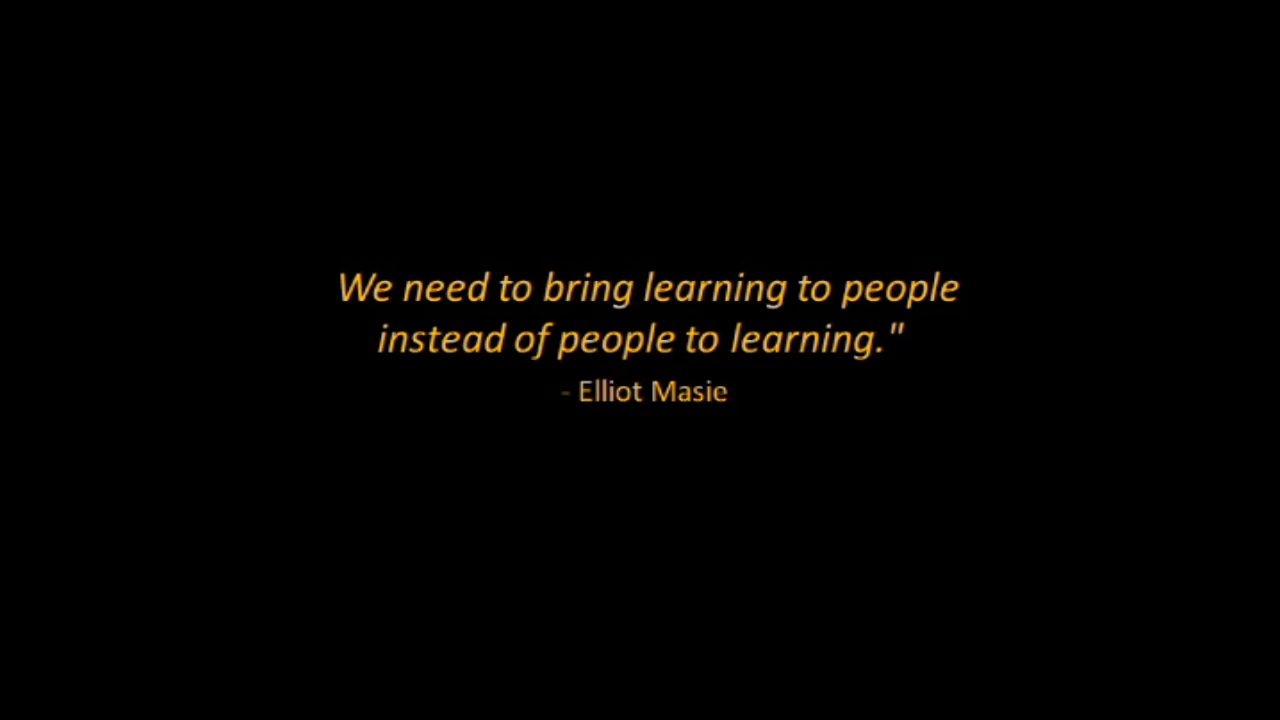 We need to bring learning to people
instead of people to learning."
- Elliot Masie